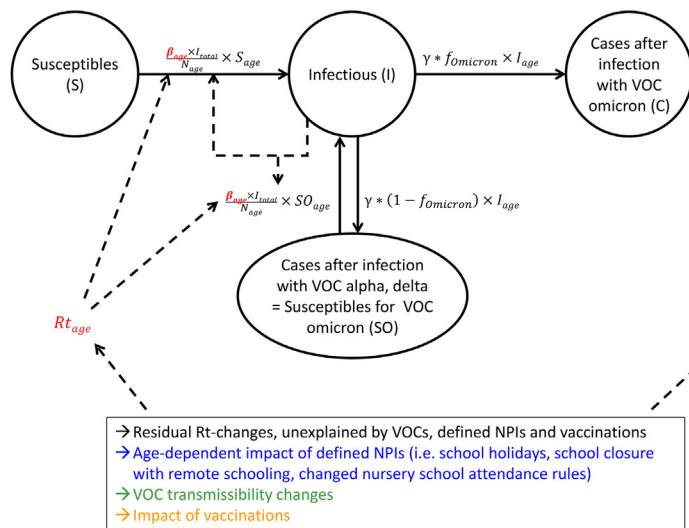 Susceptibles
(S)
β_age × I_total / N_age × S_age
Infectious (I)
γ * f_Omicron × I_age
Cases after
infection
with VOC
omicron (C)
β_age × I_total / N_age × SO_age
γ * (1 − f_Omicron) × I_age
Cases after infection
with VOC alpha, delta
= Susceptibles for VOC
omicron (SO)
Rt_age
→ Residual Rt-changes, unexplained by VOCs, defined NPIs and vaccinations
→ Age-dependent impact of defined NPIs (i.e. school holidays, school closure
with remote schooling, changed nursery school attendance rules)
→ VOC transmissibility changes
→ Impact of vaccinations